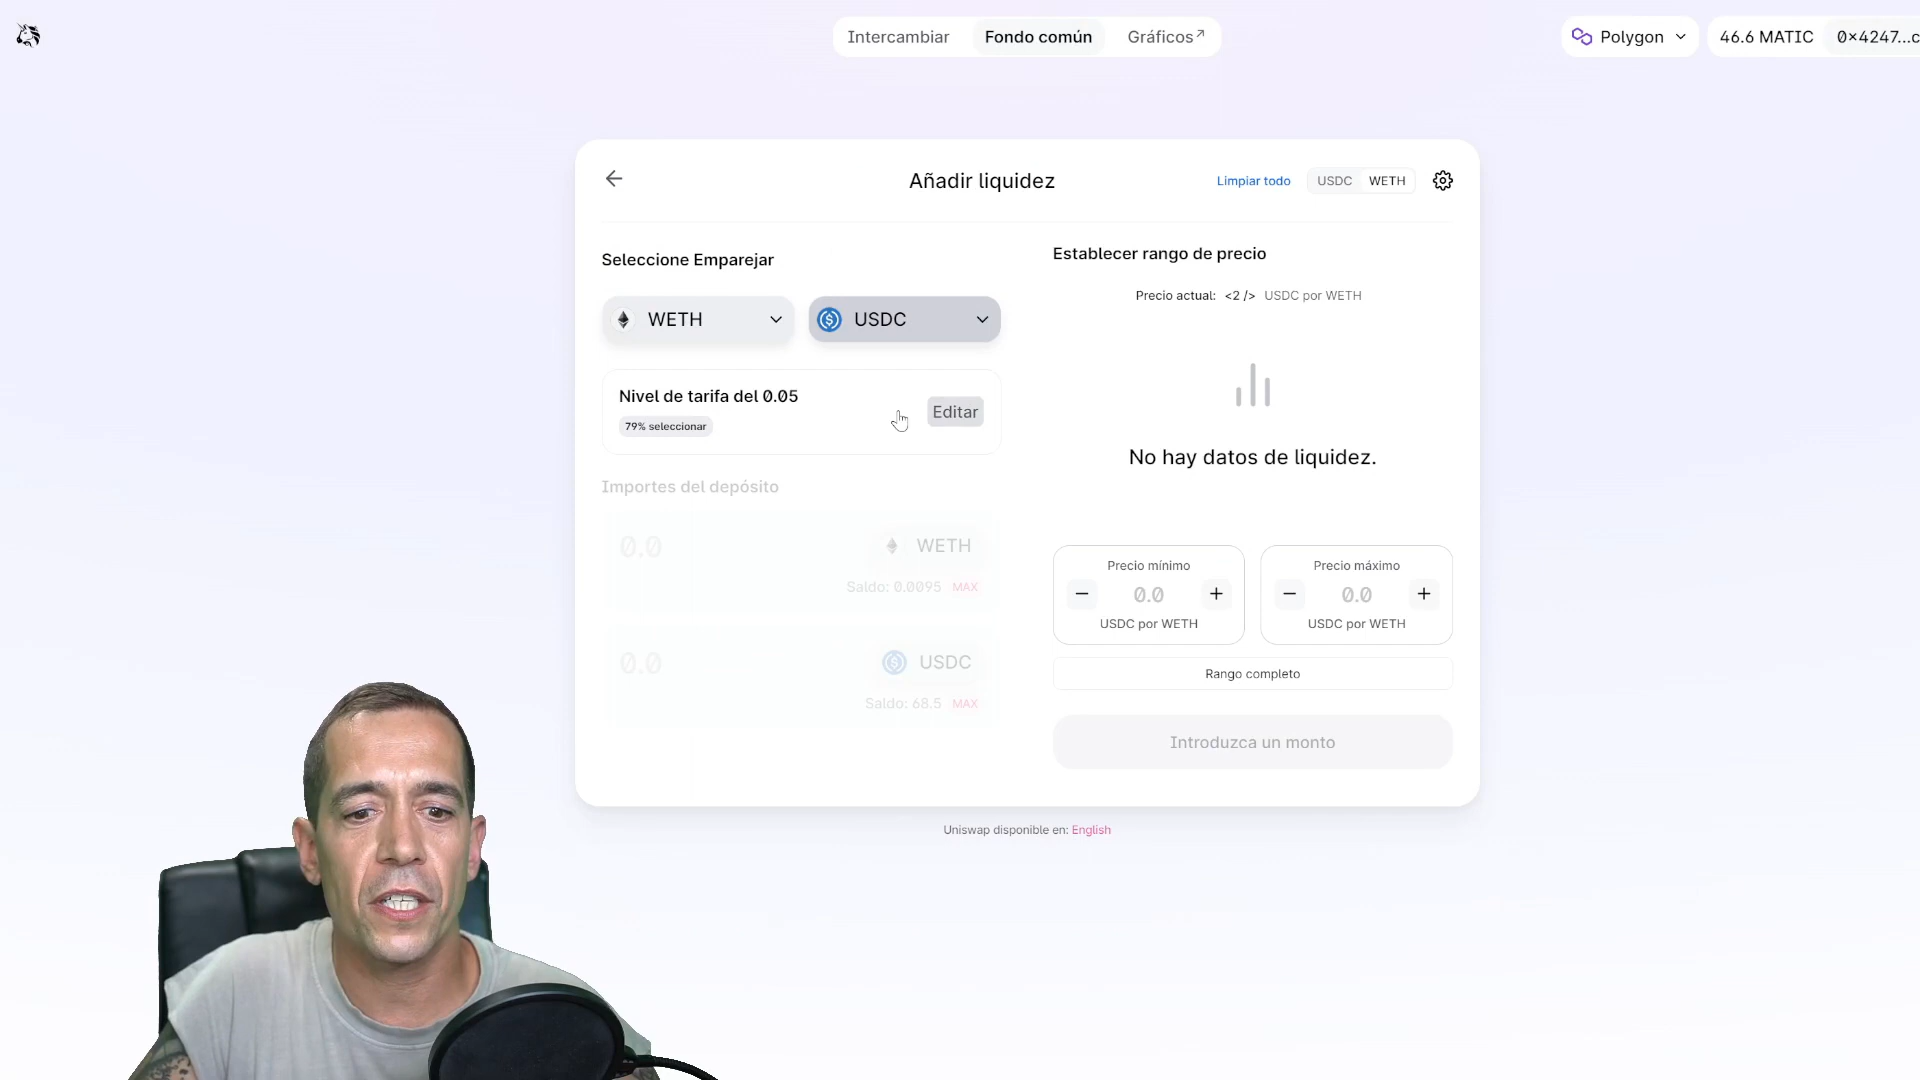 Intercambiar
Fondo común
Gráficos↗
Polygon
46.6 MATIC
0x4247...c
Añadir liquidez
Limpiar todo
USDC WETH
Seleccione Emparejar
WETH
USDC
Nivel de tarifa del 0.05
79% seleccionar
Editar
Importes del depósito
0.0
WETH
Saldo: 0.0095 MAX
0.0
USDC
Saldo: 68.5 MAX
Establecer rango de precio
Precio actual: <2 /> USDC por WETH
No hay datos de liquidez.
Precio mínimo
− 0.0 +
USDC por WETH
Precio máximo
− 0.0 +
USDC por WETH
Rango completo
Introduzca un monto
Uniswap disponible en: English